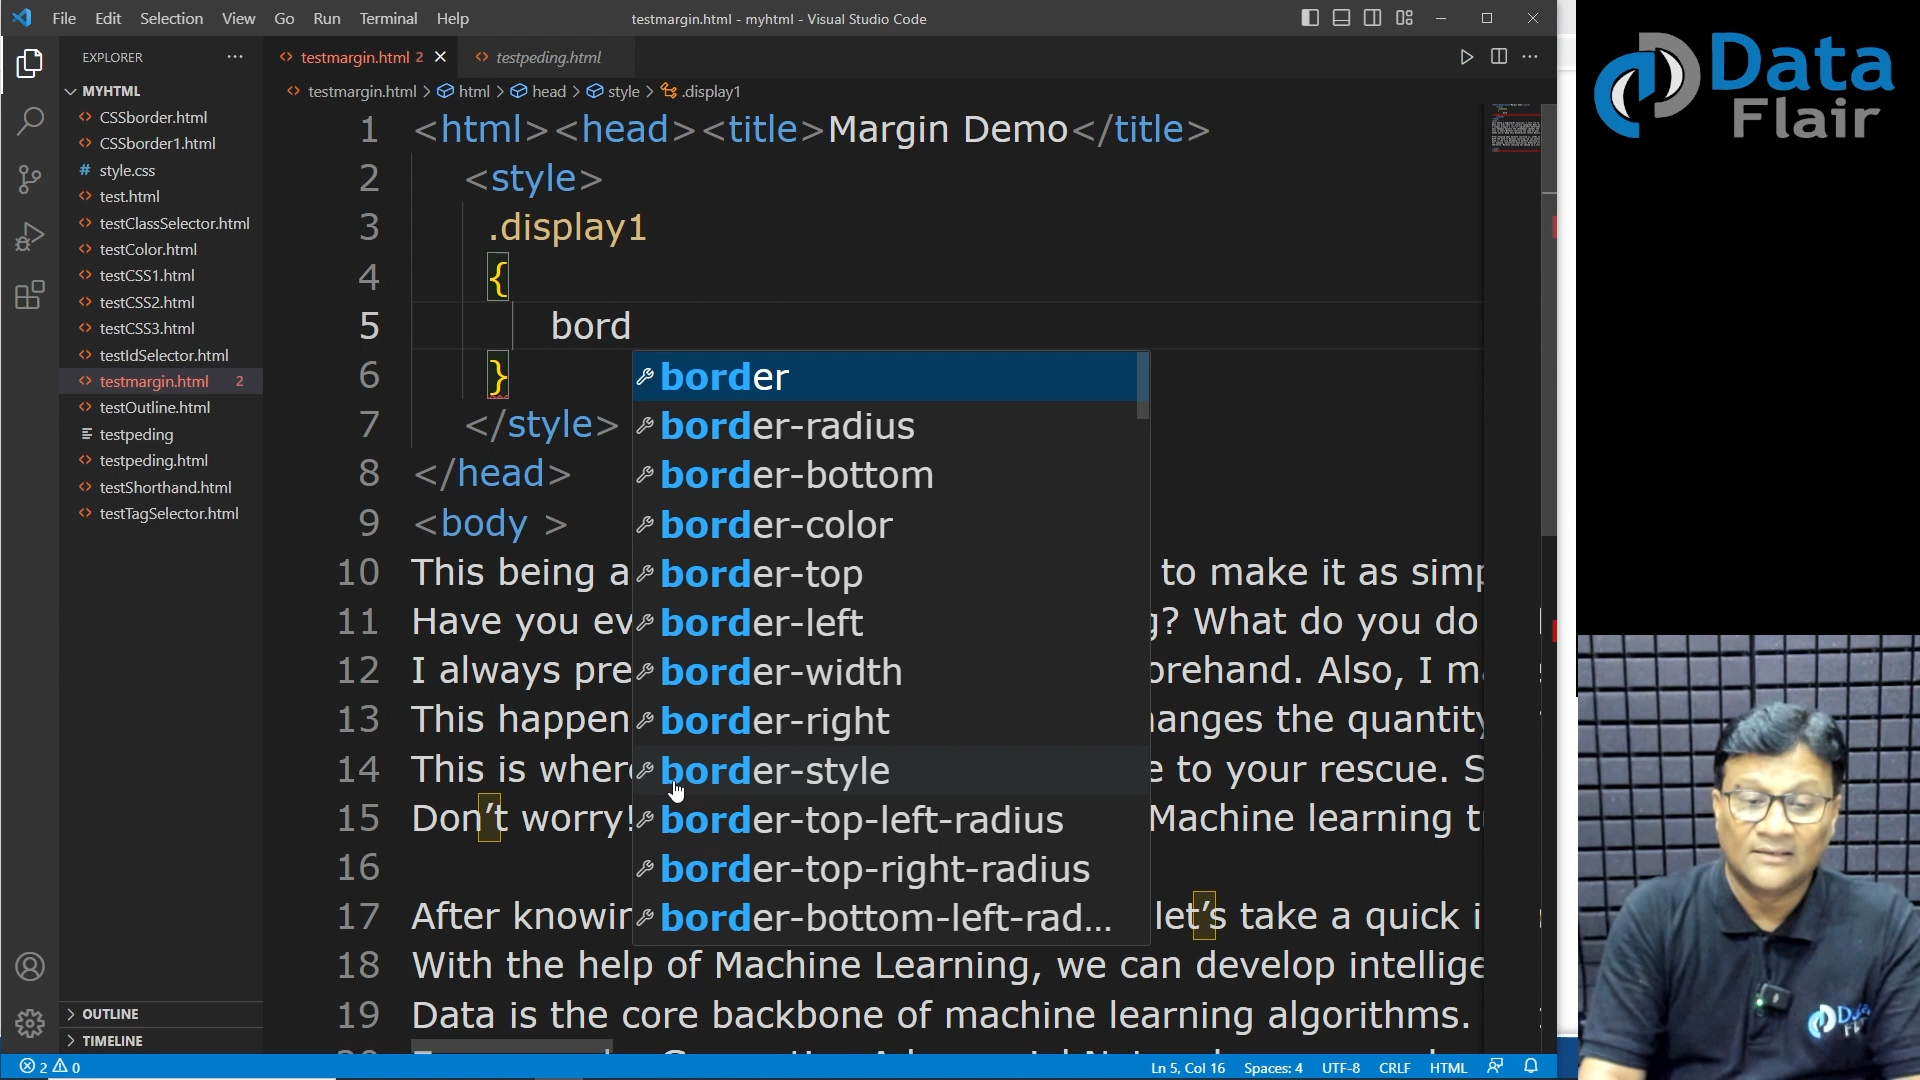 File Edit Selection View Go Run Terminal Help
testmargin.html - myhtml - Visual Studio Code
EXPLORER
testmargin.html 2
testpeding.html
testmargin.html > html > head > style > .display1
MYHTML
CSSborder.html
CSSborder1.html
# style.css
test.html
testClassSelector.html
testColor.html
testCSS1.html
testCSS2.html
testCSS3.html
testIdSelector.html
testmargin.html 2
testOutline.html
testpeding
testpeding.html
testShorthand.html
testTagSelector.html
OUTLINE
TIMELINE
1 <html><head><title>Margin Demo</title>
2 <style>
3 .display1
4 {
5 bord
6 }
7 </style>
8 </head>
9 <body >
10 This being a to make it as simp
11 Have you ev g? What do you do
12 I always pre orehand. Also, I m
13 This happen hanges the quantity
14 This is where e to your rescue. S
15 Don’t worry! Machine learning t
16
17 After knowin let’s take a quick i
18 With the help of Machine Learning, we can develop intellige
19 Data is the core backbone of machine learning algorithms.
border
border-radius
border-bottom
border-color
border-top
border-left
border-width
border-right
border-style
border-top-left-radius
border-top-right-radius
border-bottom-left-rad...
2 0
Ln 5, Col 16 Spaces: 4 UTF-8 CRLF HTML
Data
Flair